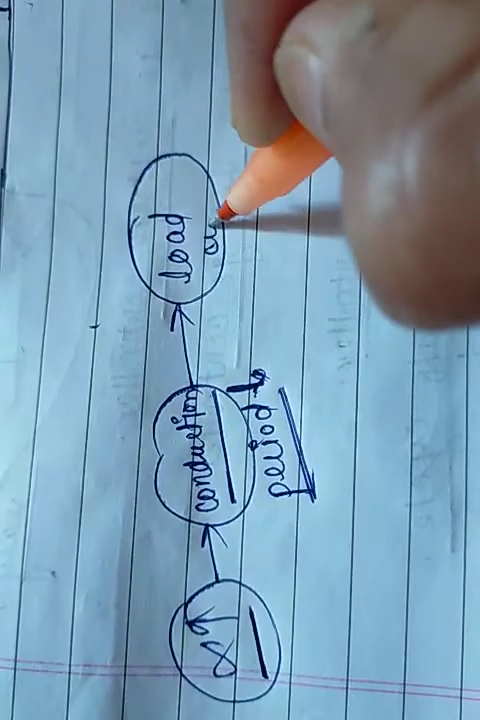 α↑
conduction
period ↓
load